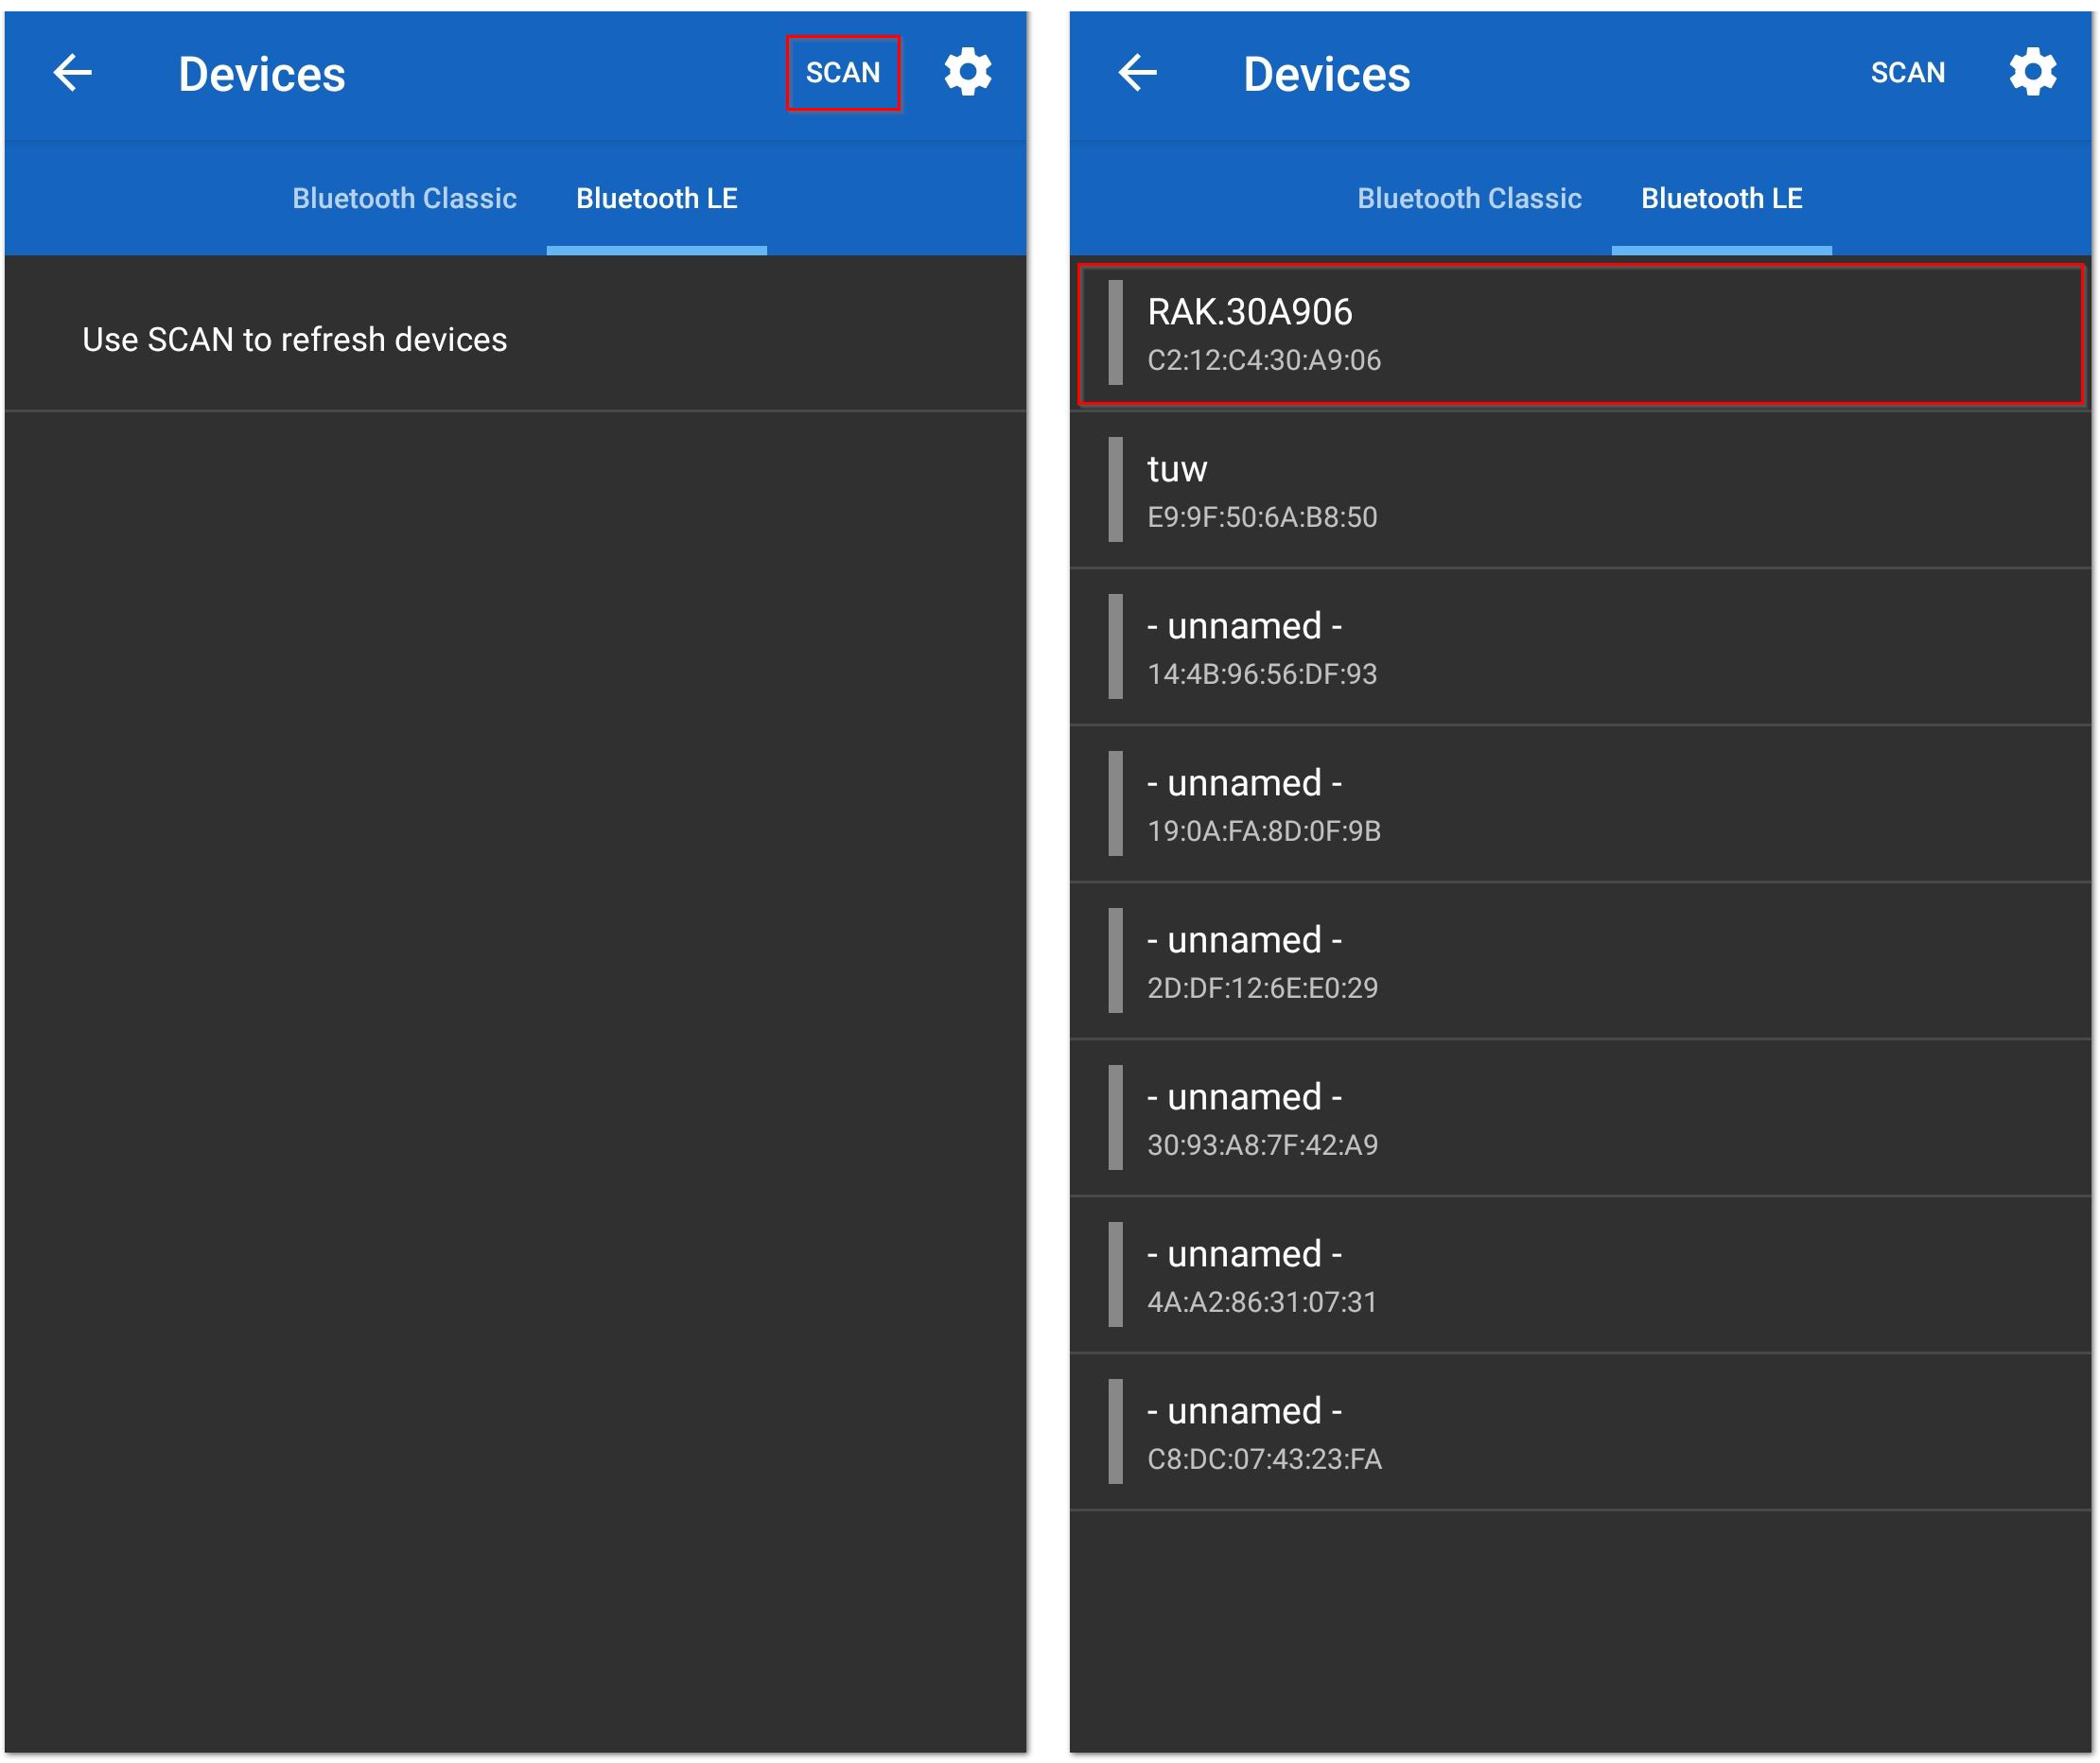 Devices
SCAN
Bluetooth Classic
Bluetooth LE
Use SCAN to refresh devices
Devices
SCAN
Bluetooth Classic
Bluetooth LE
RAK.30A906
C2:12:C4:30:A9:06
tuw
E9:9F:50:6A:B8:50
- unnamed -
14:4B:96:56:DF:93
- unnamed -
19:0A:FA:8D:0F:9B
- unnamed -
2D:DF:12:6E:E0:29
- unnamed -
30:93:A8:7F:42:A9
- unnamed -
4A:A2:86:31:07:31
- unnamed -
C8:DC:07:43:23:FA